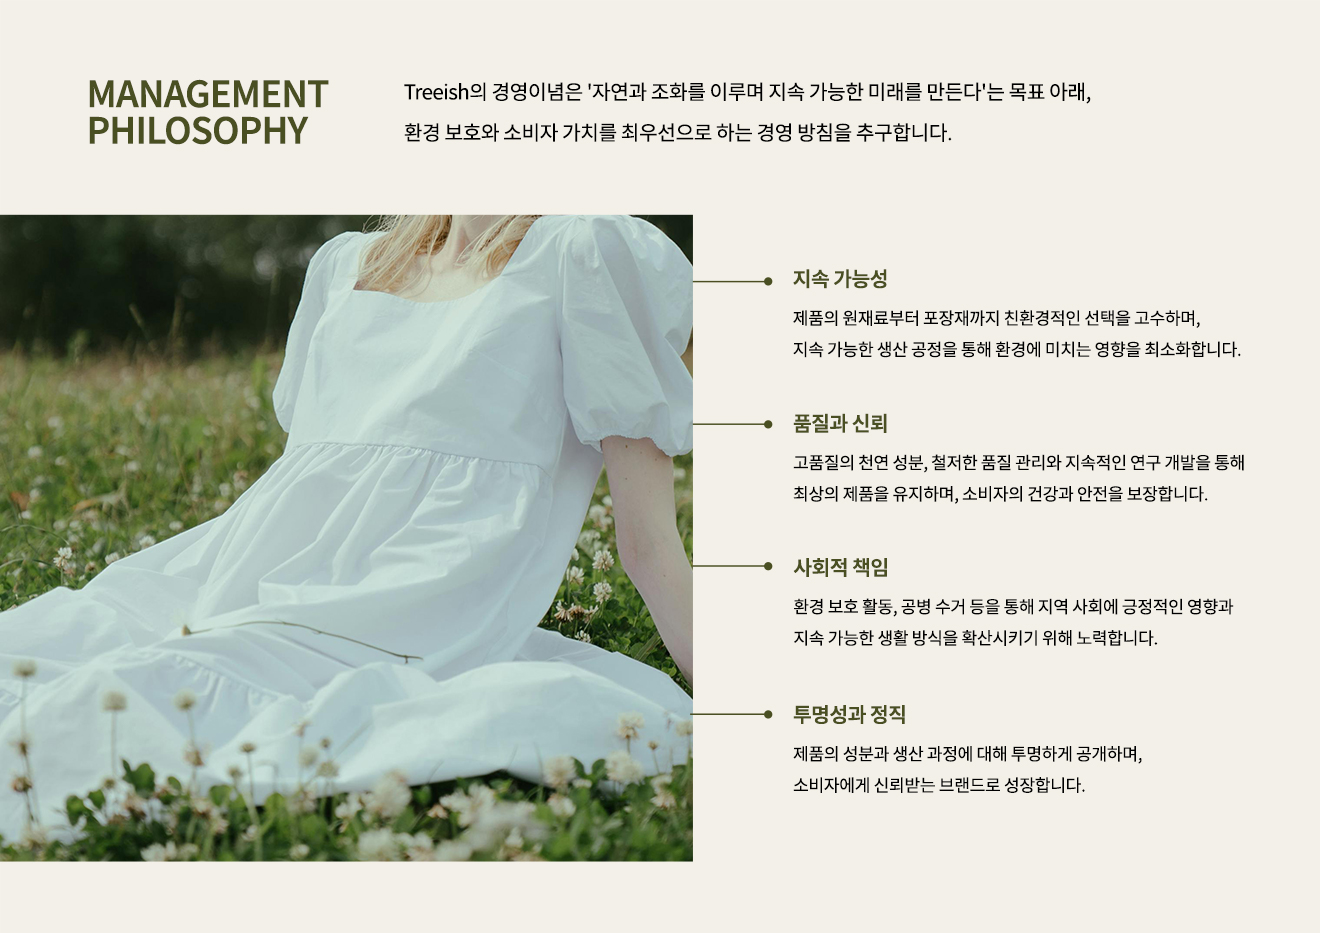 MANAGEMENT
PHILOSOPHY
Treeish의 경영이념은 '자연과 조화를 이루며 지속 가능한 미래를 만든다'는 목표 아래,
환경 보호와 소비자 가치를 최우선으로 하는 경영 방침을 추구합니다.
지속 가능성
제품의 원재료부터 포장재까지 친환경적인 선택을 고수하며,
지속 가능한 생산 공정을 통해 환경에 미치는 영향을 최소화합니다.
품질과 신뢰
고품질의 천연 성분, 철저한 품질 관리와 지속적인 연구 개발을 통해
최상의 제품을 유지하며, 소비자의 건강과 안전을 보장합니다.
사회적 책임
환경 보호 활동, 공병 수거 등을 통해 지역 사회에 긍정적인 영향과
지속 가능한 생활 방식을 확산시키기 위해 노력합니다.
투명성과 정직
제품의 성분과 생산 과정에 대해 투명하게 공개하며,
소비자에게 신뢰받는 브랜드로 성장합니다.